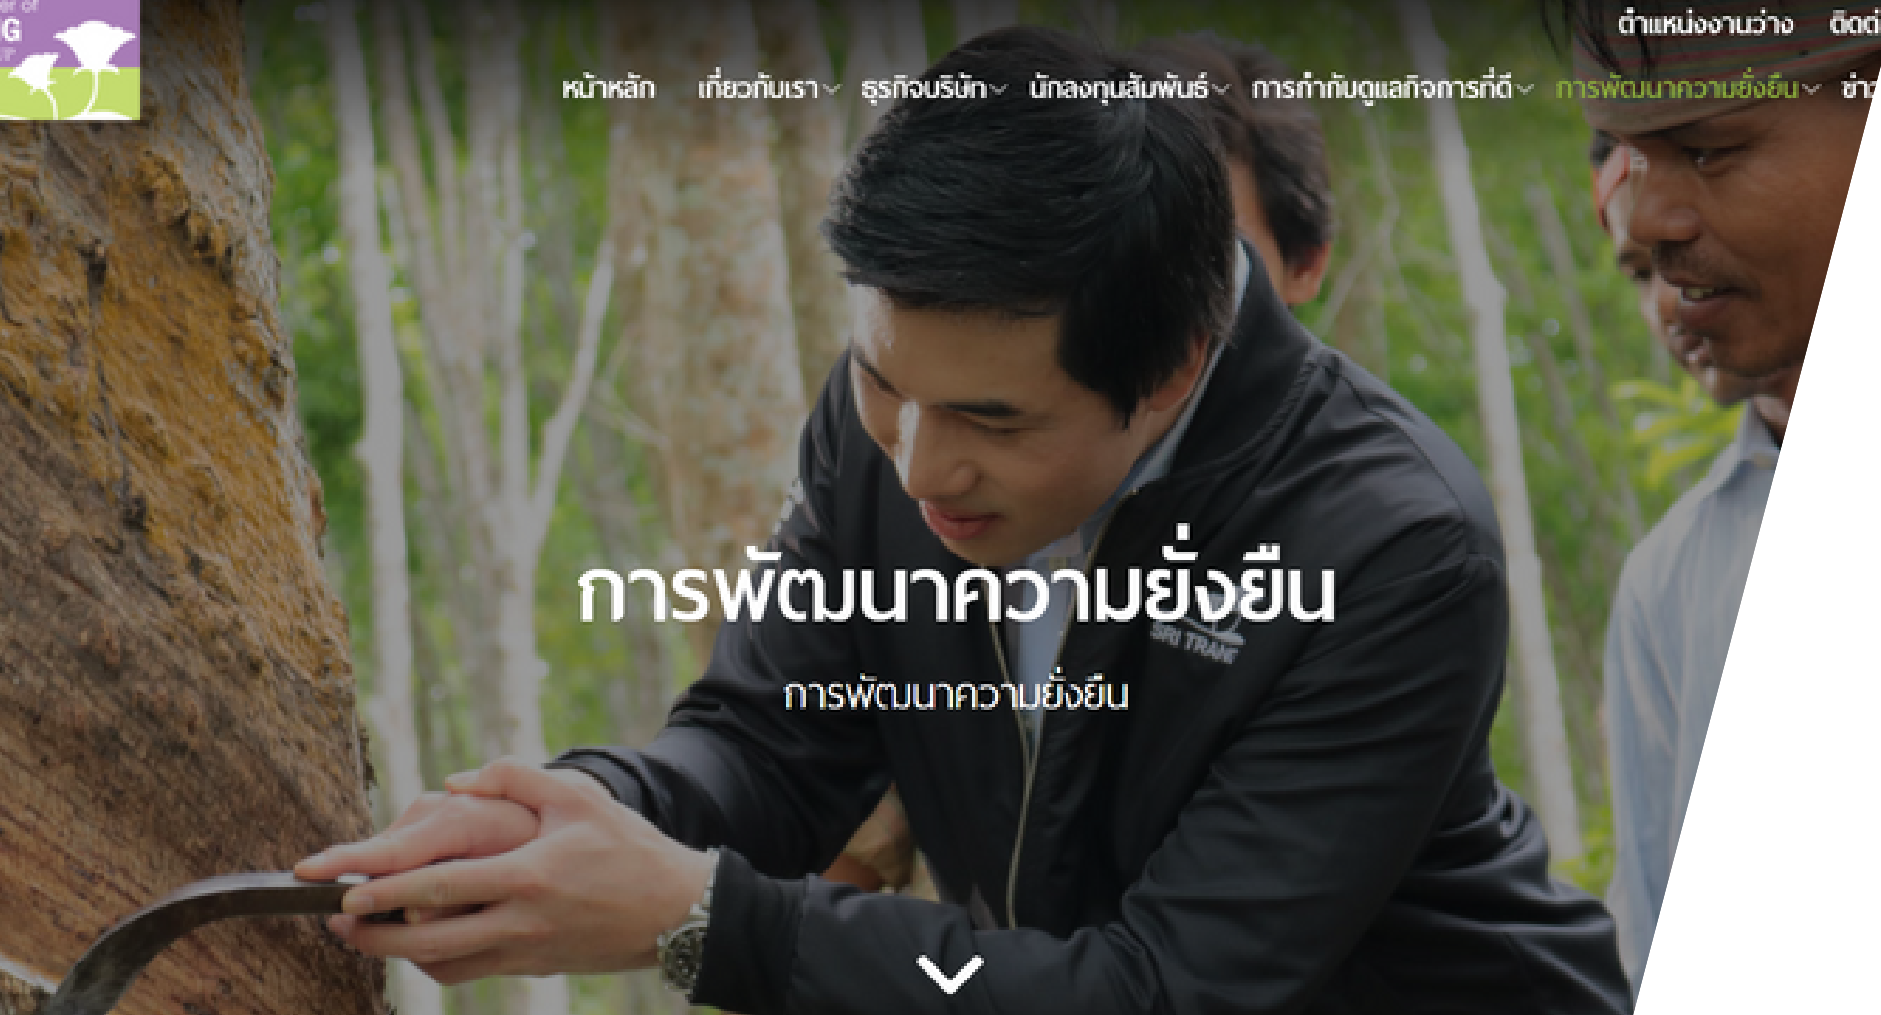 er of
G
ตำแหน่งงานว่าง
หน้าหลัก เกี่ยวกับเรา ธุรกิจบริษัท นักลงทุนสัมพันธ์ การกำกับดูแลกิจการที่ดี การพัฒนาความยั่งยืน
การพัฒนาความยั่งยืน
SRI TRANG
การพัฒนาความยั่งยืน